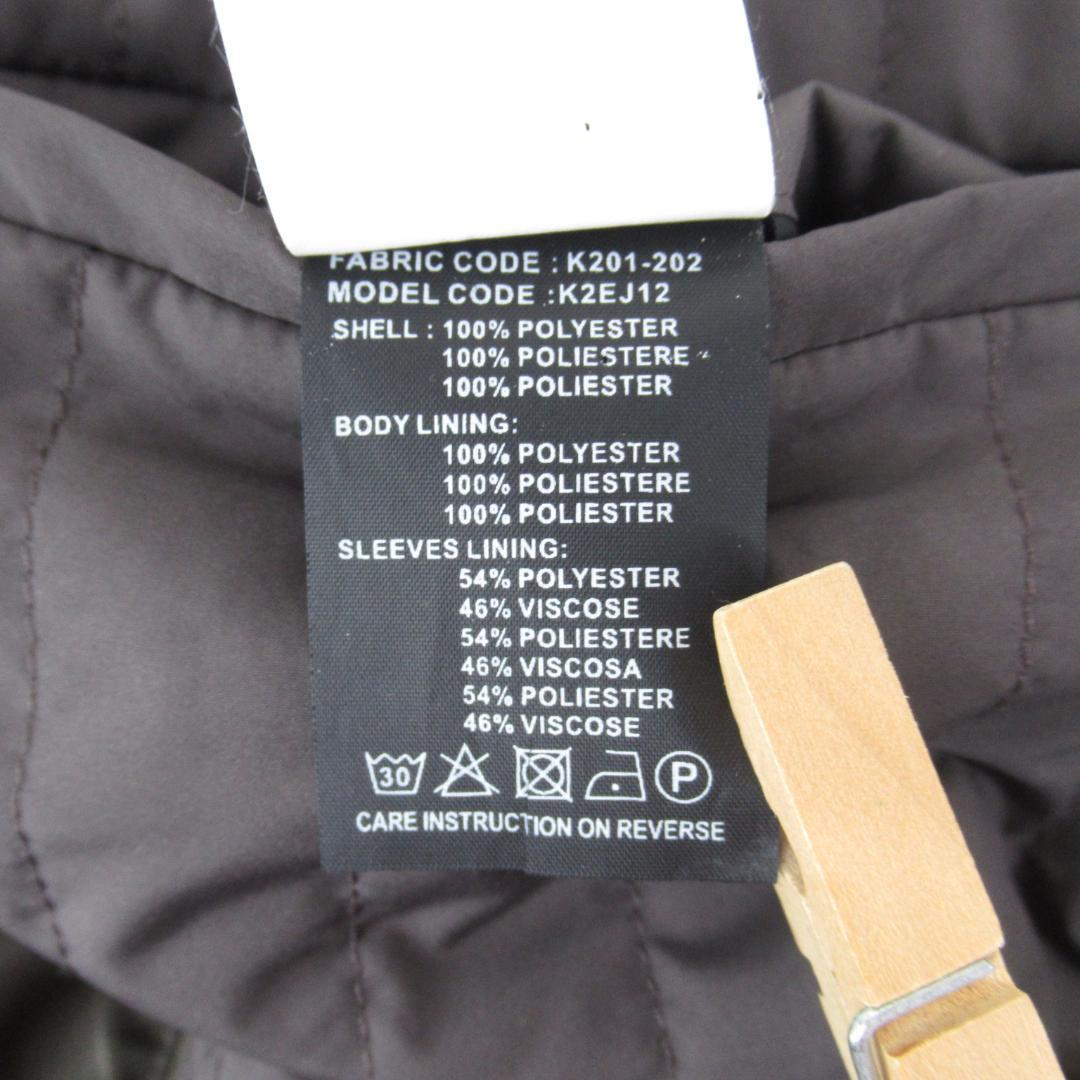 FABRIC CODE : K201-202
MODEL CODE :K2EJ12
SHELL : 100% POLYESTER
100% POLIESTERE
100% POLIESTER
BODY LINING:
100% POLYESTER
100% POLIESTERE
100% POLIESTER
SLEEVES LINING:
54% POLYESTER
46% VISCOSE
54% POLIESTERE
46% VISCOSA
54% POLIESTER
46% VISCOSE
30 P
CARE INSTRUCTION ON REVERSE